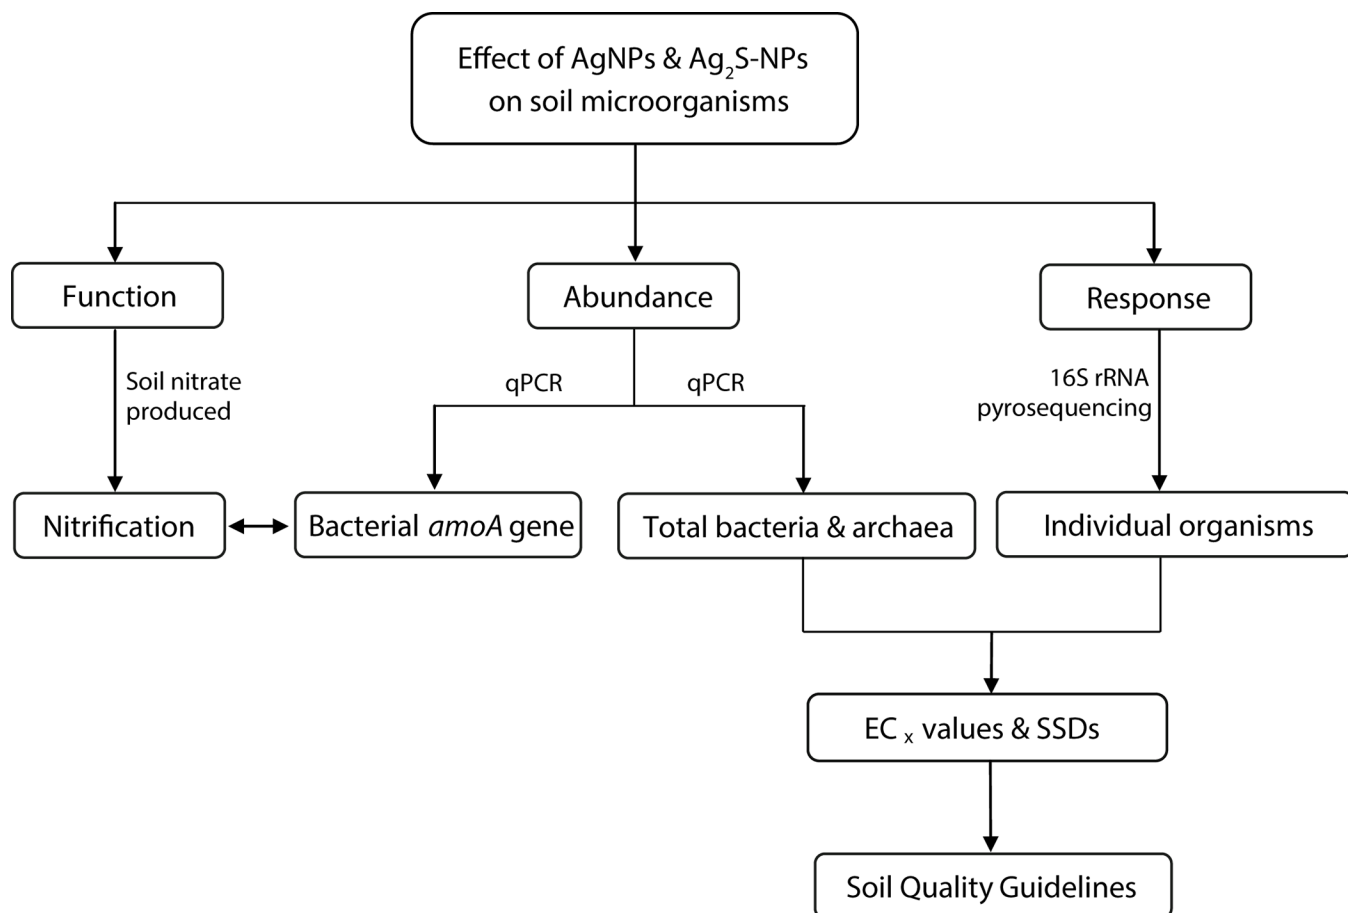 Effect of AgNPs & Ag₂S-NPs
on soil microorganisms
Function
Abundance
Response
Soil nitrate
produced
qPCR
qPCR
16S rRNA
pyrosequencing
Nitrification
Bacterial amoA gene
Total bacteria & archaea
Individual organisms
ECₓ values & SSDs
Soil Quality Guidelines